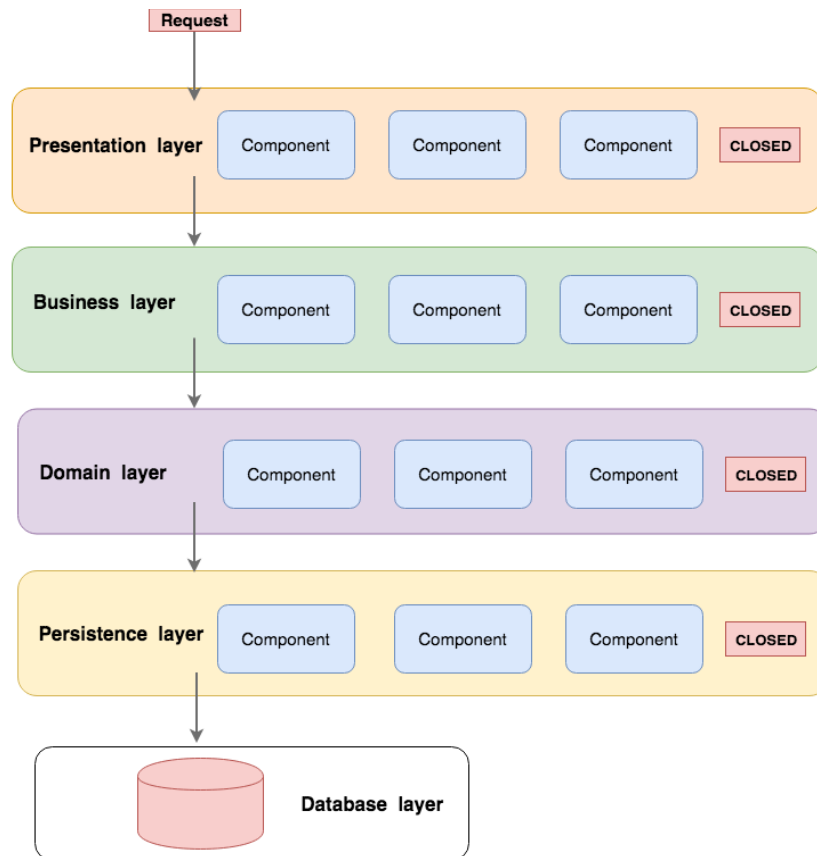 Request
Presentation layer
Component
Component
Component
CLOSED
Business layer
Component
Component
Component
CLOSED
Domain layer
Component
Component
Component
CLOSED
Persistence layer
Component
Component
Component
CLOSED
Database layer